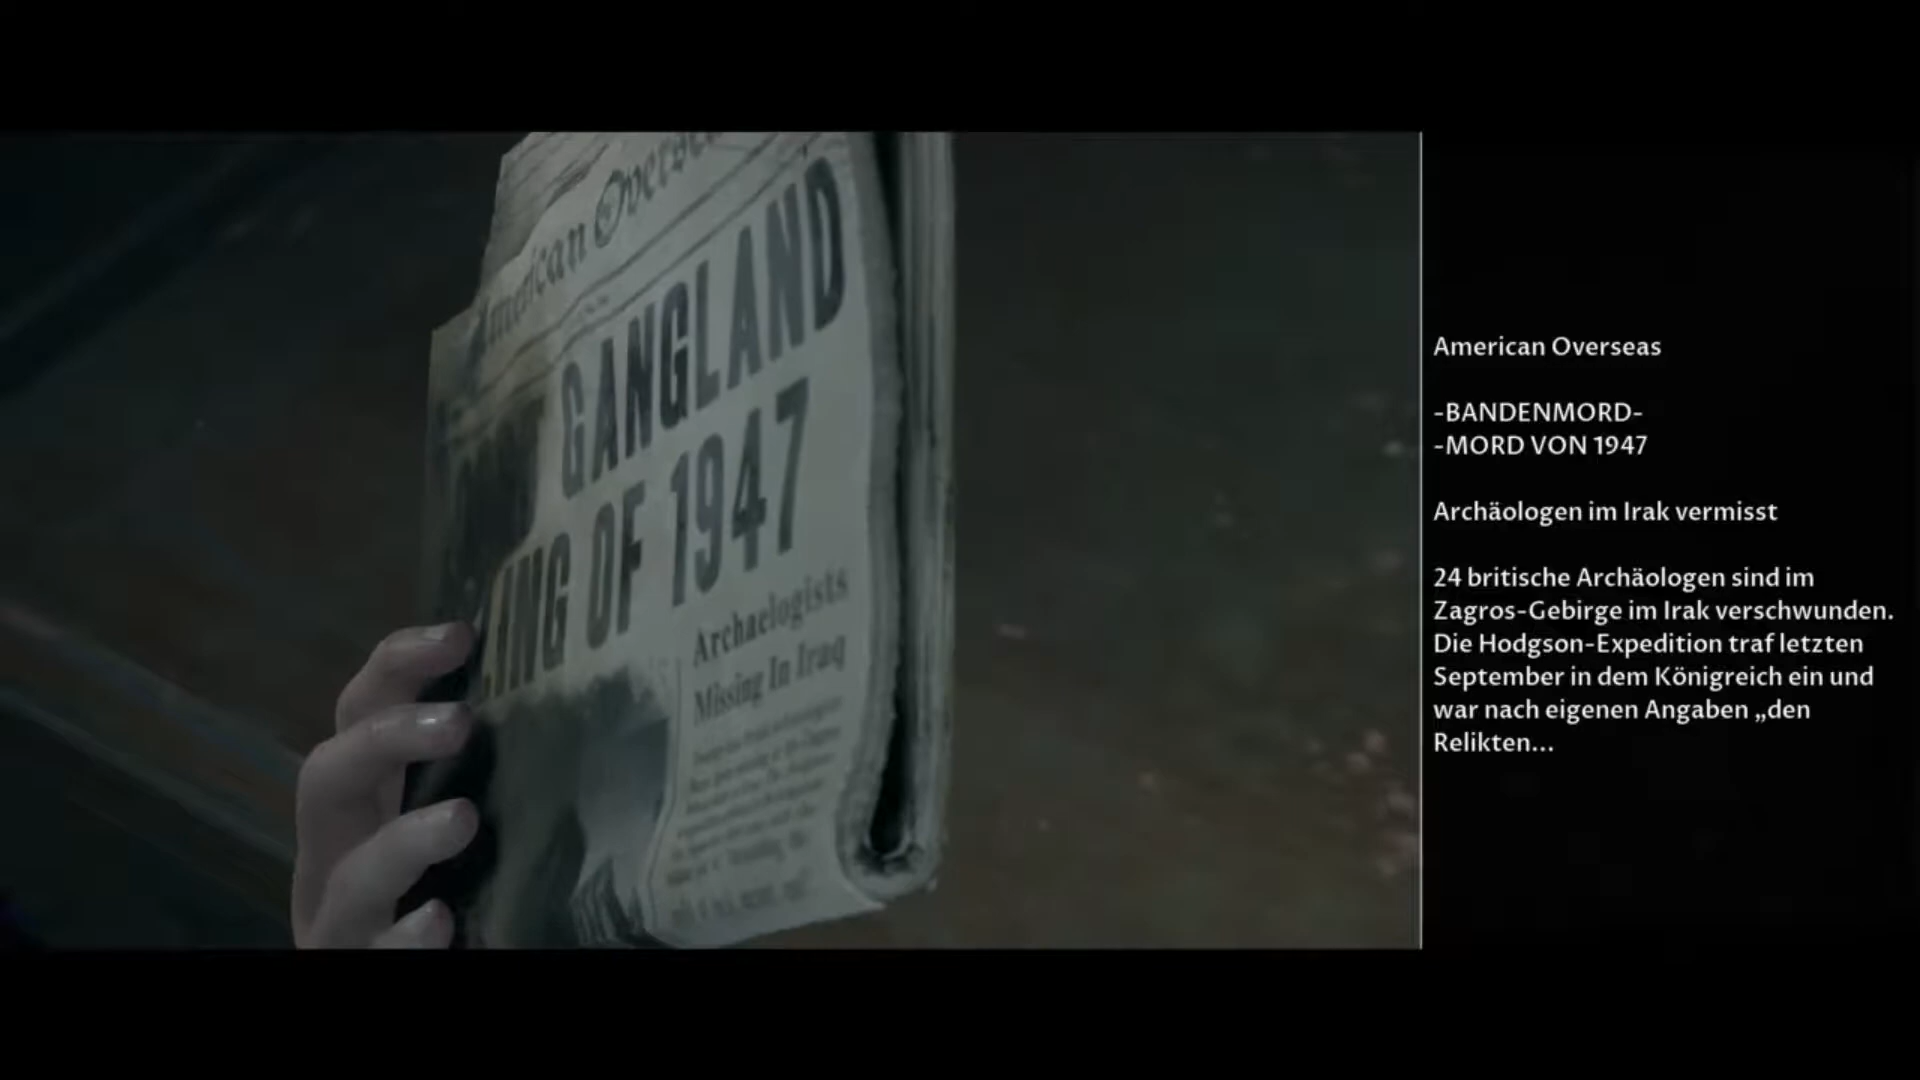 American
GANGLAND
ING OF 1947
Archaelogists
Missing In Iraq
American Overseas
-BANDENMORD-
-MORD VON 1947
Archäologen im Irak vermisst
24 britische Archäologen sind im
Zagros-Gebirge im Irak verschwunden.
Die Hodgson-Expedition traf letzten
September in dem Königreich ein und
war nach eigenen Angaben „den
Relikten...